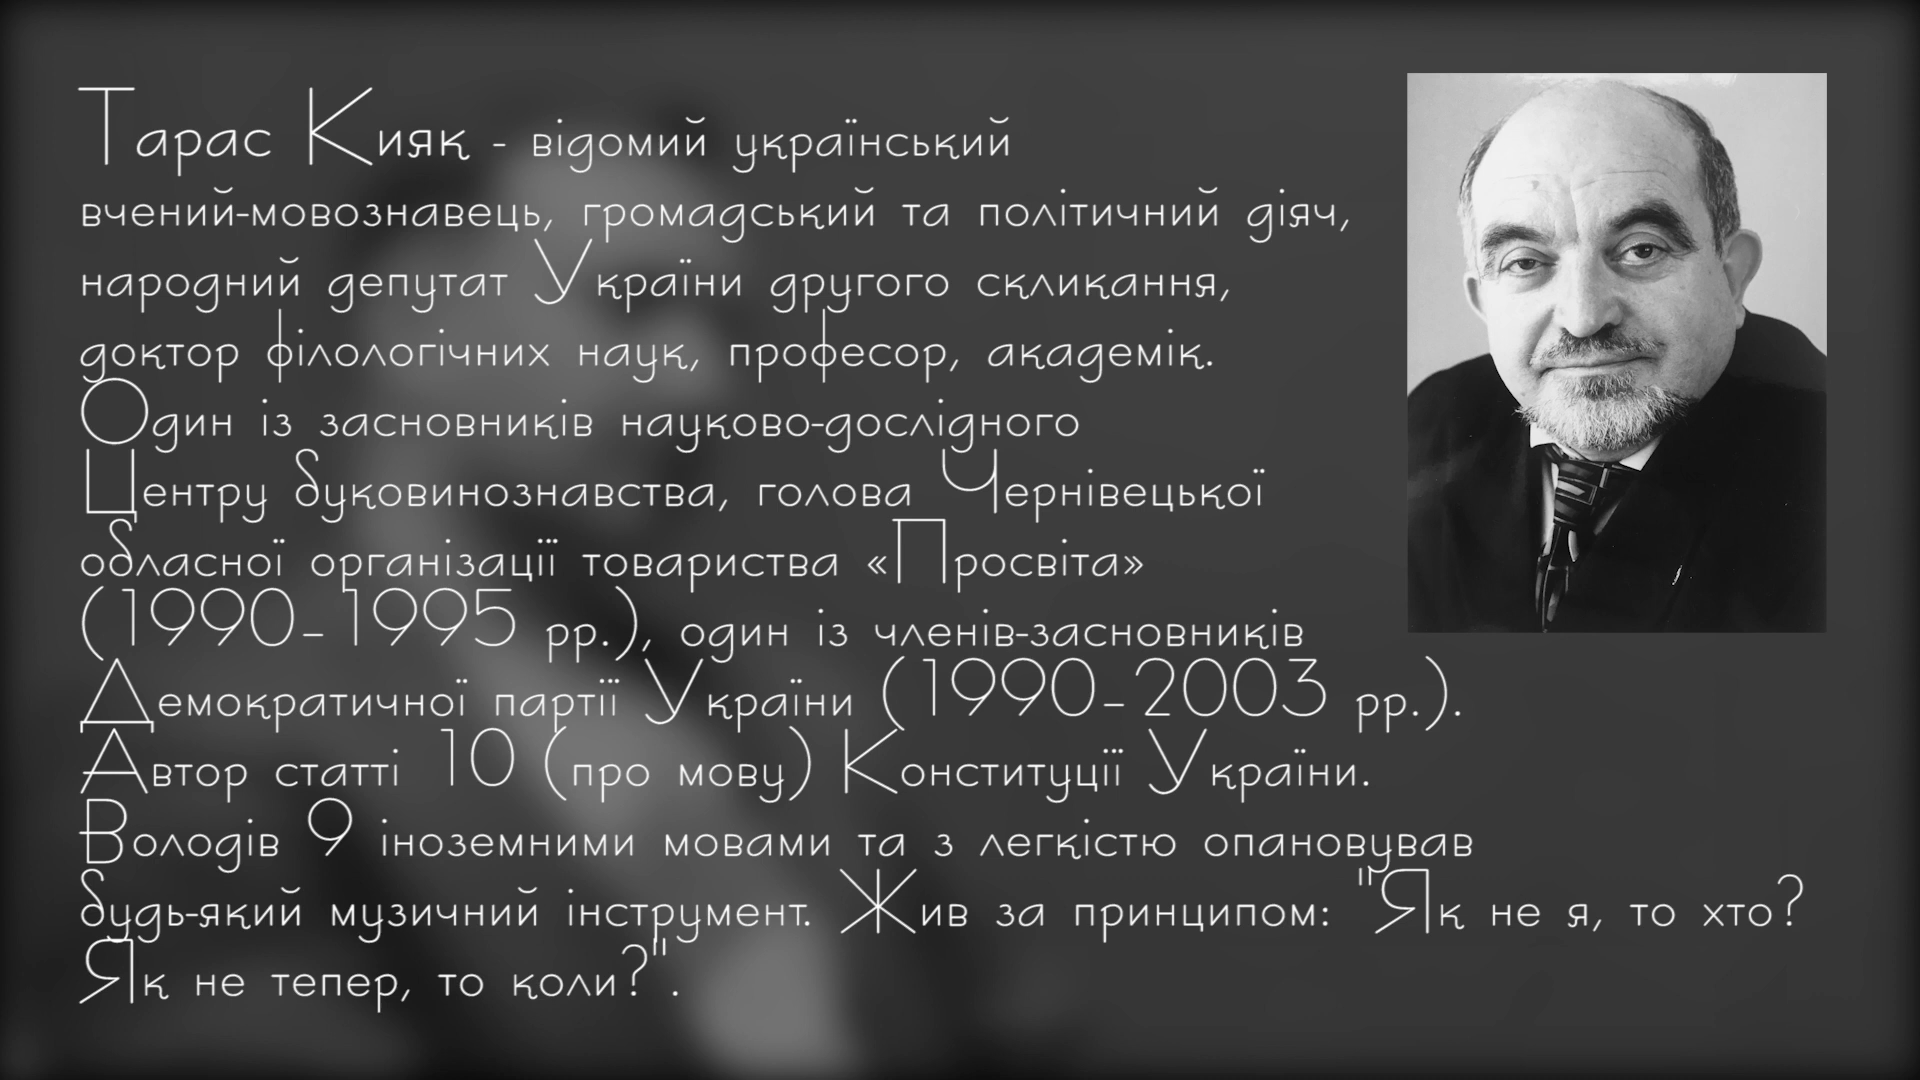 Тарас Кияк - відомий український
вчений-мовознавець, громадський та політичний діяч,
народний депутат України другого скликання,
доктор філологічних наук, професор, академік.
Один із засновників науково-дослідного
Центру буковинознавства, голова Чернівецької
обласної організації товариства «Просвіта»
(1990-1995 рр.), один із членів-засновників
Демократичної партії України (1990-2003 рр.).
Автор статті 10 (про мову) Конституції України.
Володів 9 іноземними мовами та з легкістю опановував
будь-який музичний інструмент. Жив за принципом: "Як не я, то хто?
Як не тепер, то коли?".